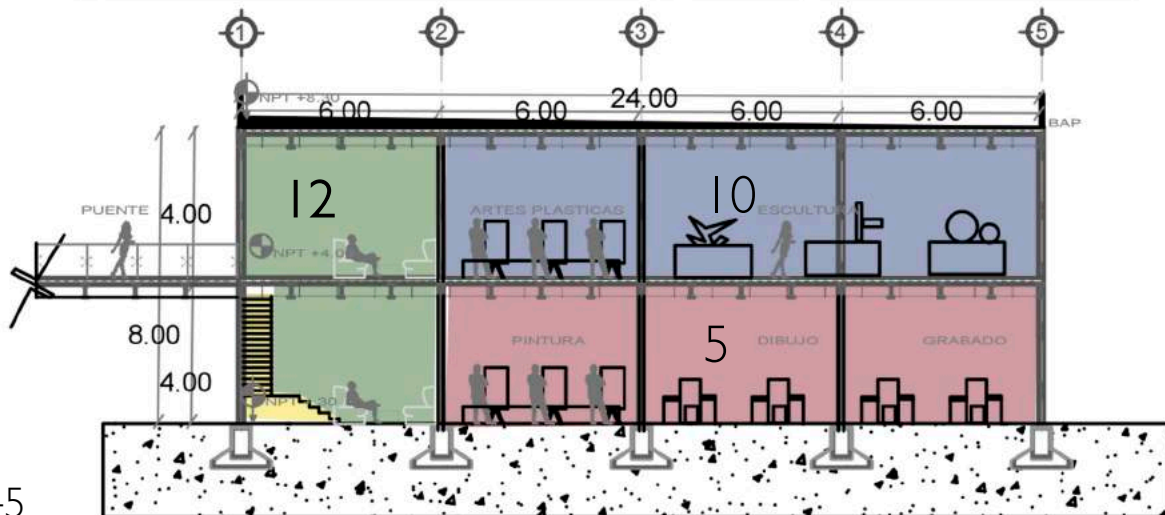 1 2 3 4 5
NPT +8.30
24.00
6.00 6.00 6.00 6.00
BAP
12 10
PUENTE 4.00 ARTES PLASTICAS ESCULTURA
NPT +4.0
8.00
5
PINTURA DIBUJO GRABADO
4.00